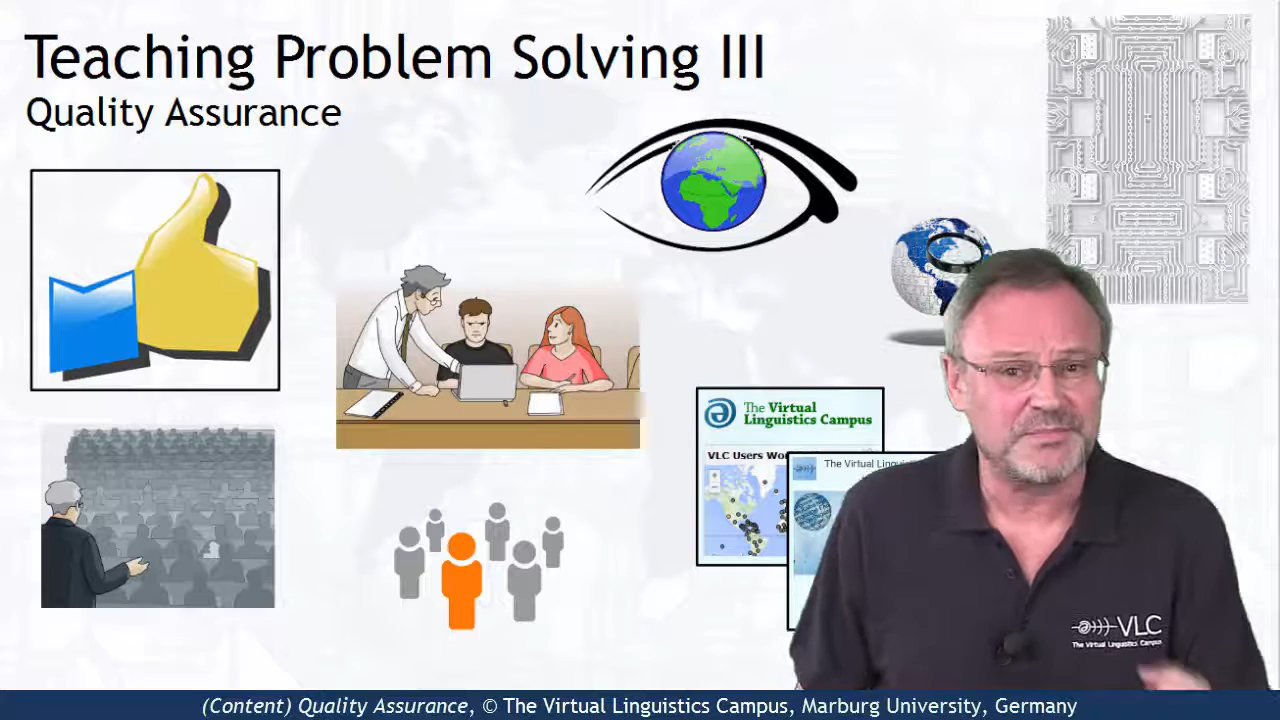 Teaching Problem Solving III
Quality Assurance
The Virtual
Linguistics Campus
VLC Users
The Virtual
VLC
The Virtual Linguistics Campus
(Content) Quality Assurance, © The Virtual Linguistics Campus, Marburg University, Germany